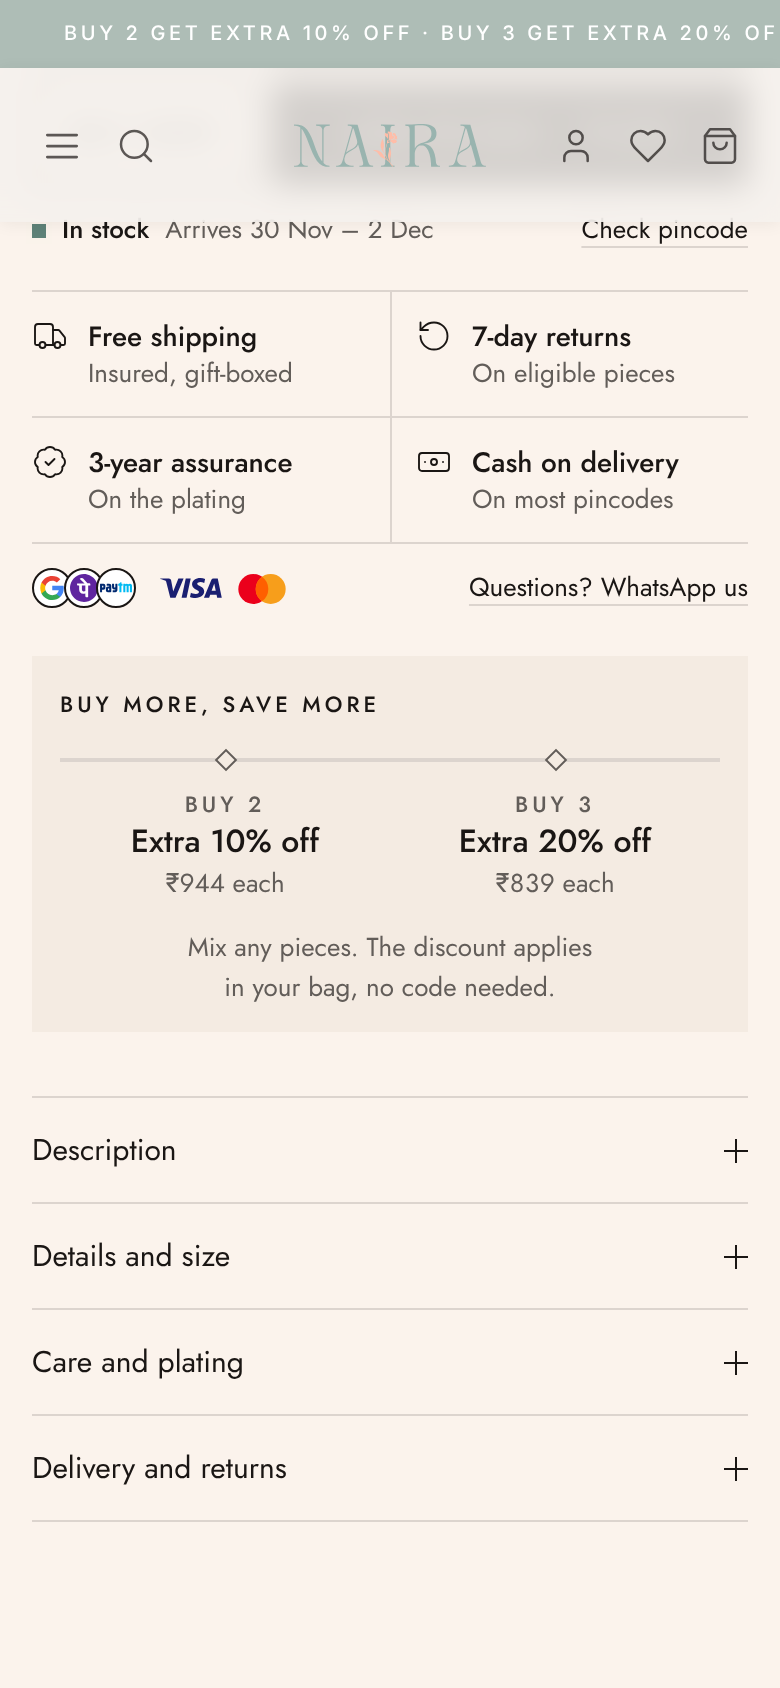 BUY 2 GET EXTRA 10% OFF · BUY 3 GET EXTRA 20% OF
NAIRA
In stock Arrives 30 Nov – 2 Dec Check pincode
Free shipping
Insured, gift-boxed
7-day returns
On eligible pieces
3-year assurance
On the plating
Cash on delivery
On most pincodes
G पे paytm VISA Questions? WhatsApp us
BUY MORE, SAVE MORE
BUY 2
Extra 10% off
₹944 each
BUY 3
Extra 20% off
₹839 each
Mix any pieces. The discount applies
in your bag, no code needed.
Description
Details and size
Care and plating
Delivery and returns